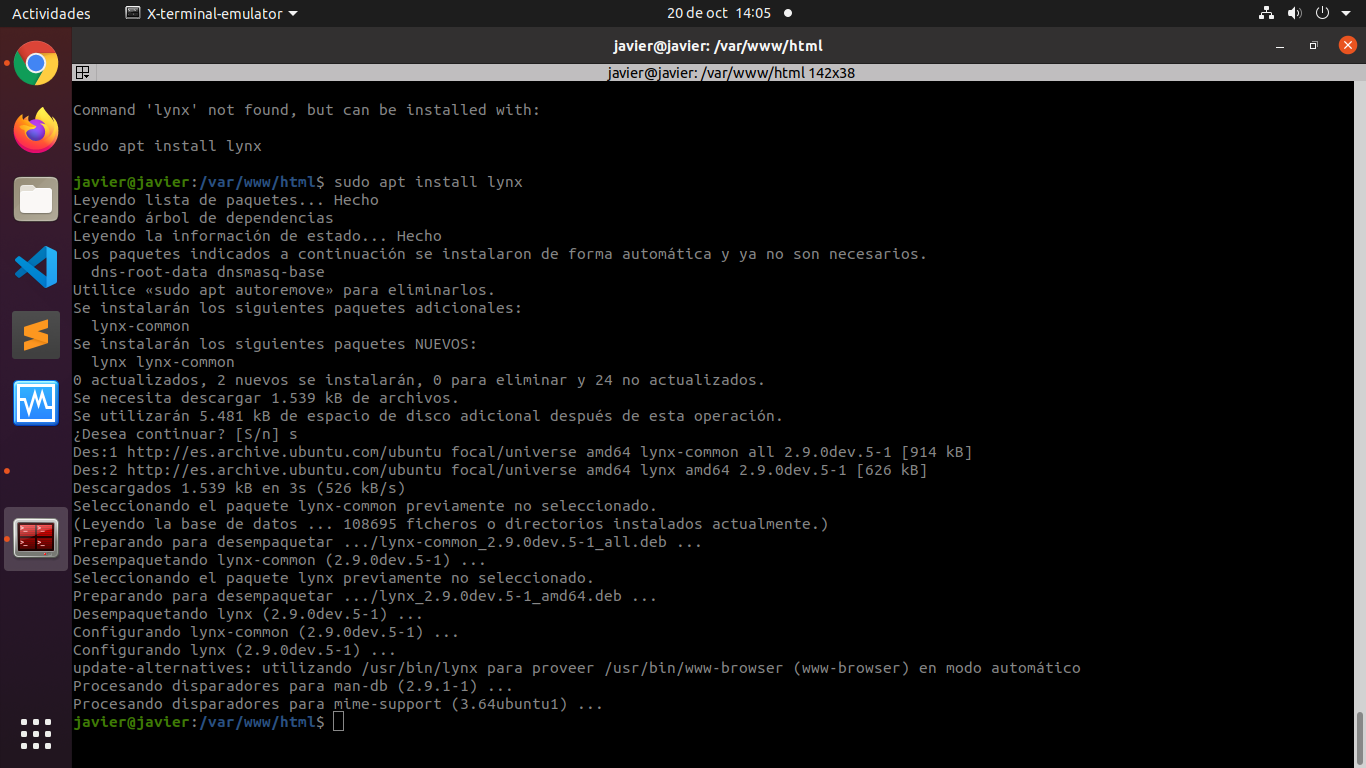 Actividades
X-terminal-emulator
20 de oct 14:05
javier@javier: /var/www/html
javier@javier: /var/www/html 142x38
Command 'lynx' not found, but can be installed with:
sudo apt install lynx
javier@javier:/var/www/html$ sudo apt install lynx
Leyendo lista de paquetes... Hecho
Creando árbol de dependencias
Leyendo la información de estado... Hecho
Los paquetes indicados a continuación se instalaron de forma automática y ya no son necesarios.
dns-root-data dnsmasq-base
Utilice «sudo apt autoremove» para eliminarlos.
Se instalarán los siguientes paquetes adicionales:
lynx-common
Se instalarán los siguientes paquetes NUEVOS:
lynx lynx-common
0 actualizados, 2 nuevos se instalarán, 0 para eliminar y 24 no actualizados.
Se necesita descargar 1.539 kB de archivos.
Se utilizarán 5.481 kB de espacio de disco adicional después de esta operación.
¿Desea continuar? [S/n] s
Des:1 http://es.archive.ubuntu.com/ubuntu focal/universe amd64 lynx-common all 2.9.0dev.5-1 [914 kB]
Des:2 http://es.archive.ubuntu.com/ubuntu focal/universe amd64 lynx amd64 2.9.0dev.5-1 [626 kB]
Descargados 1.539 kB en 3s (526 kB/s)
Seleccionando el paquete lynx-common previamente no seleccionado.
(Leyendo la base de datos ... 108695 ficheros o directorios instalados actualmente.)
Preparando para desempaquetar .../lynx-common_2.9.0dev.5-1_all.deb ...
Desempaquetando lynx-common (2.9.0dev.5-1) ...
Seleccionando el paquete lynx previamente no seleccionado.
Preparando para desempaquetar .../lynx_2.9.0dev.5-1_amd64.deb ...
Desempaquetando lynx (2.9.0dev.5-1) ...
Configurando lynx-common (2.9.0dev.5-1) ...
Configurando lynx (2.9.0dev.5-1) ...
update-alternatives: utilizando /usr/bin/lynx para proveer /usr/bin/www-browser (www-browser) en modo automático
Procesando disparadores para man-db (2.9.1-1) ...
Procesando disparadores para mime-support (3.64ubuntu1) ...
javier@javier:/var/www/html$